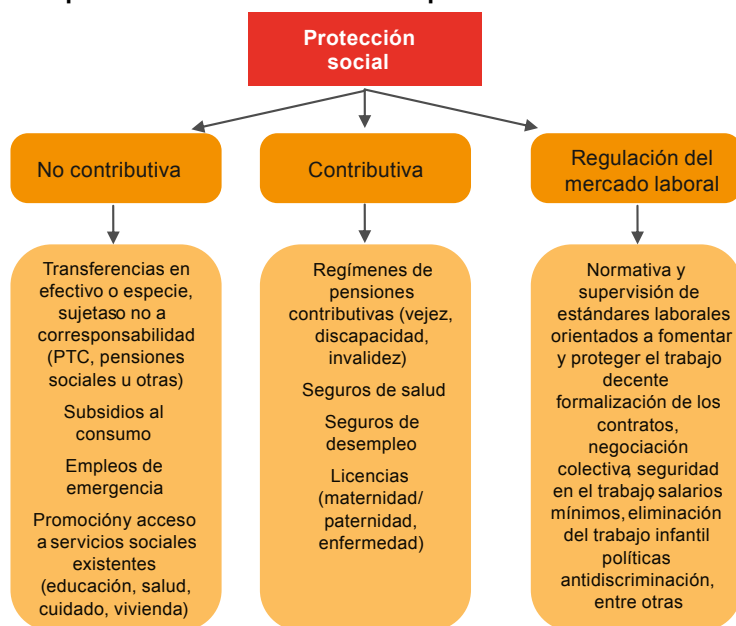 Protección
social
No contributiva
Contributiva
Regulación del
mercado laboral
Transferencias en
efectivo o especie,
sujetaso no a
corresponsabilidad
(PTC, pensiones
sociales u otras)
Subsidios al
consumo
Empleos de
emergencia
Promocióny acceso
a servicios sociales
existentes
(educación, salud,
cuidado, vivienda)
Regímenes de
pensiones
contributivas (vejez,
discapacidad,
invalidez)
Seguros de salud
Seguros de
desempleo
Licencias
(maternidad/
paternidad,
enfermedad)
Normativa y
supervisión de
estándares laborales
orientados a fomentar
y proteger el trabajo
decente
formalización de los
contratos,
negociación
colectiva, seguridad
en el trabajo, salarios
mínimos, eliminación
del trabajo infantil
políticas
antidiscriminación,
entre otras